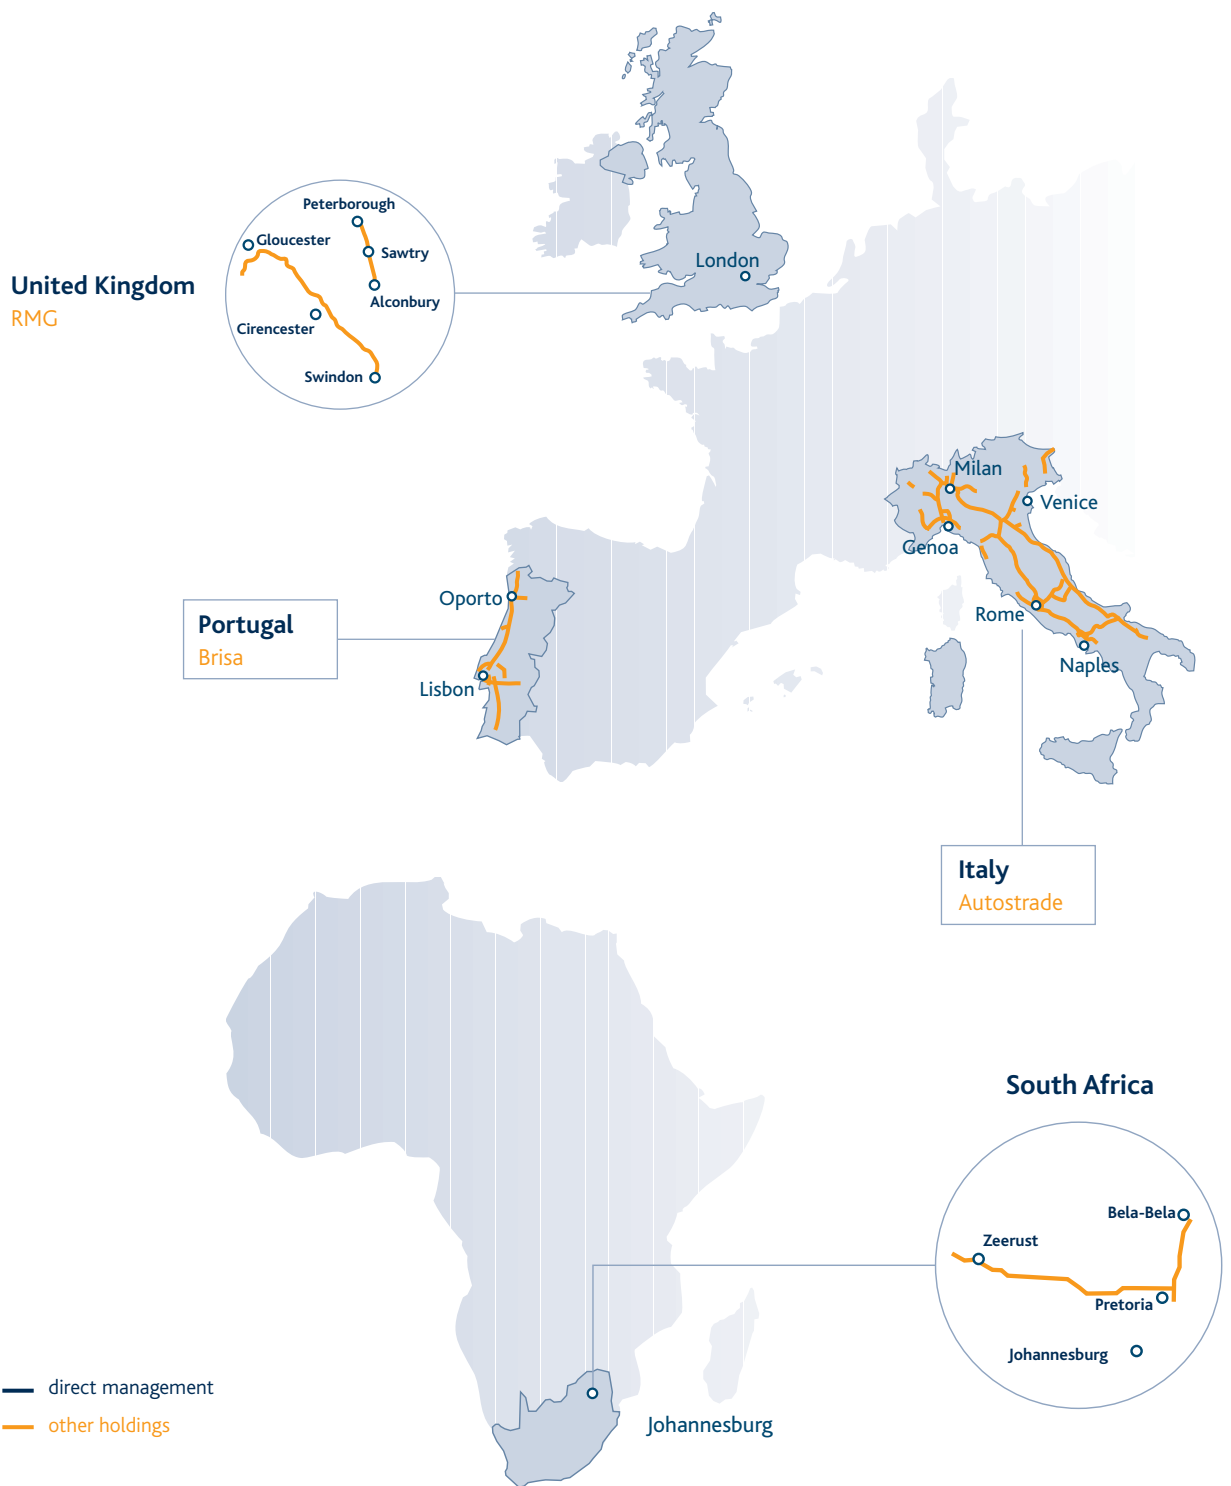 Peterborough
Gloucester
Sawtry
Alconbury
Cirencester
Swindon
United Kingdom
RMG
London
Milan
Venice
Genoa
Rome
Naples
Oporto
Lisbon
Portugal
Brisa
Italy
Autostrade
South Africa
Bela-Bela
Zeerust
Pretoria
Johannesburg
Johannesburg
direct management
other holdings